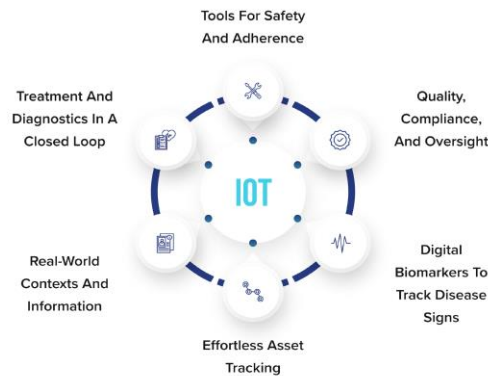 Tools For Safety
And Adherence
Treatment And
Diagnostics In A
Closed Loop
Quality,
Compliance,
And Oversight
IOT
Real-World
Contexts And
Information
Digital
Biomarkers To
Track Disease
Signs
Effortless Asset
Tracking